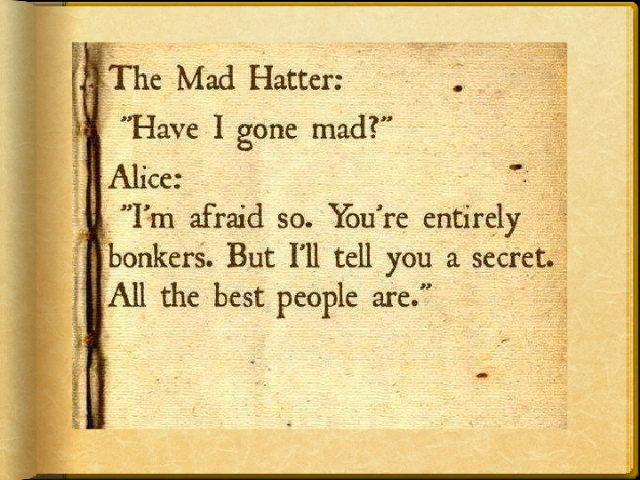 The Mad Hatter:
"Have I gone mad?"
Alice:
"I'm afraid so. You're entirely
bonkers. But I'll tell you a secret.
All the best people are."